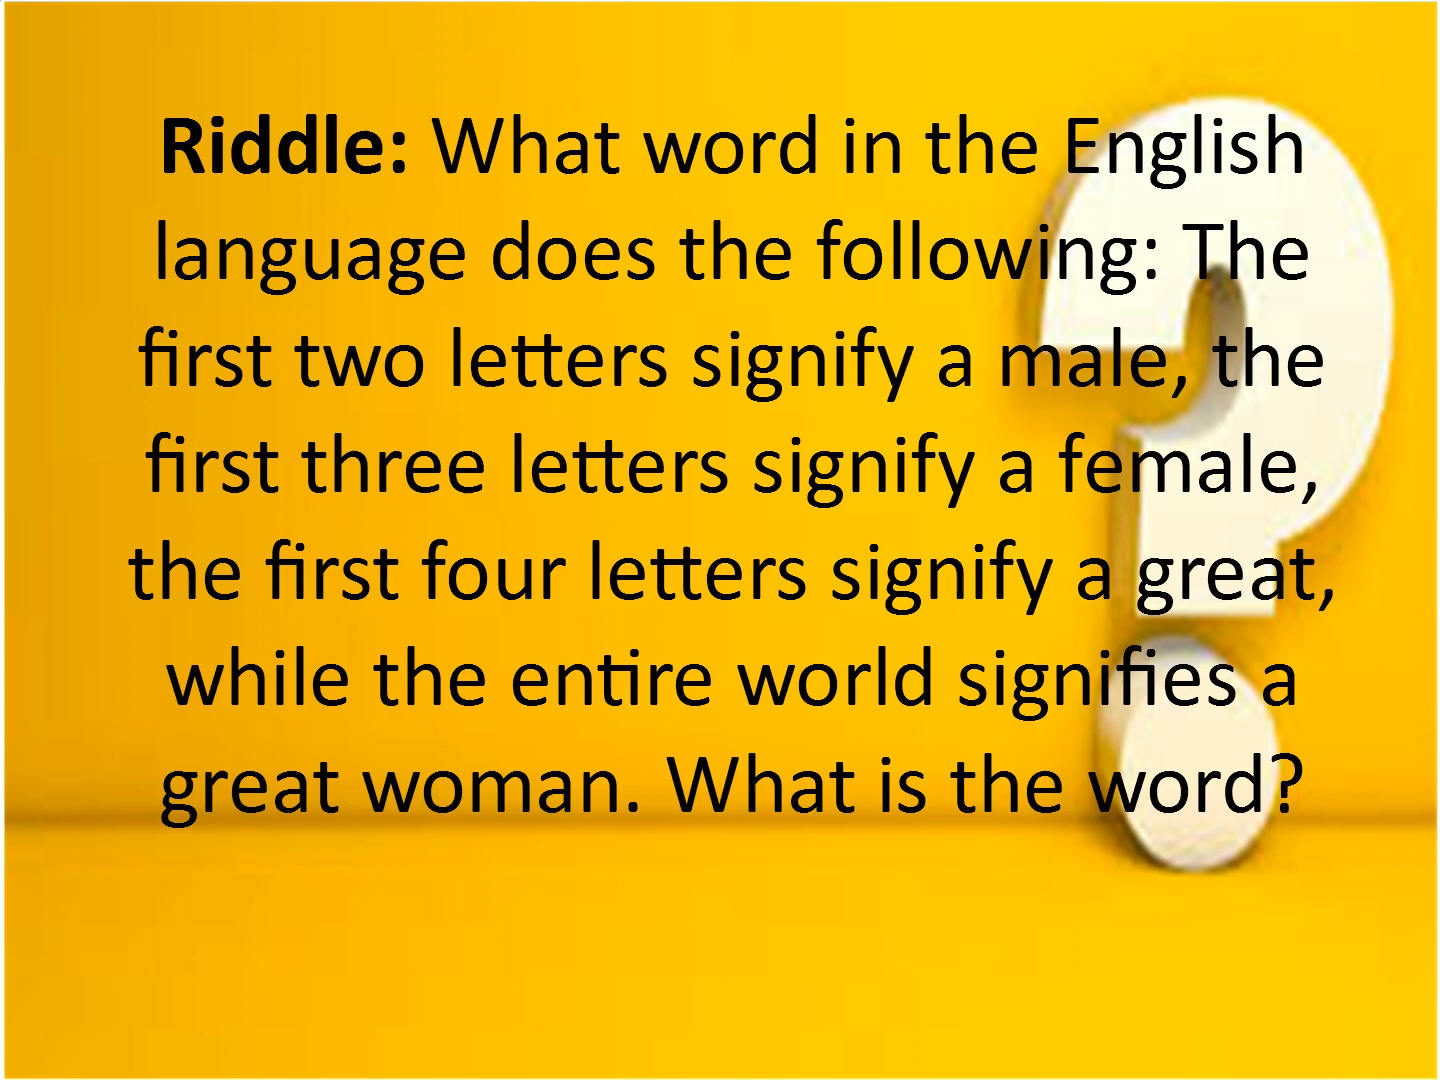 Riddle: What word in the English
language does the following: The
first two letters signify a male, the
first three letters signify a female,
the first four letters signify a great,
while the entire world signifies a
great woman. What is the word?